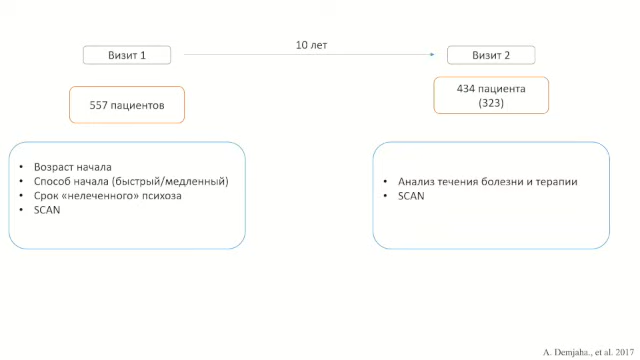 10 лет
Визит 1
Визит 2
557 пациентов
434 пациента
(323)
• Возраст начала
• Способ начала (быстрый/медленный)
• Срок «нелеченного» психоза
• SCAN
• Анализ течения болезни и терапии
• SCAN
A. Demjaha., et al. 2017